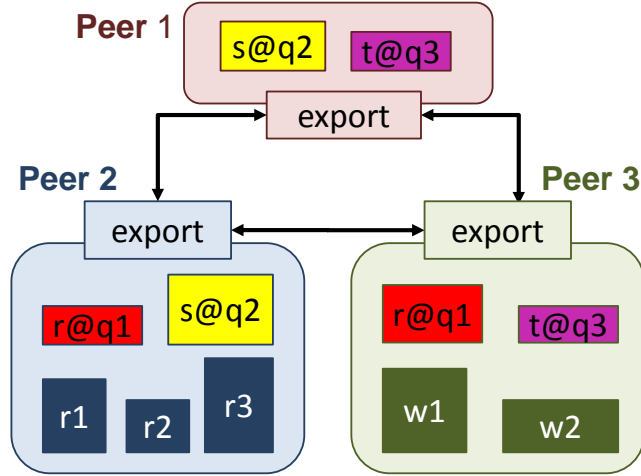 Peer 1
s@q2
t@q3
export
Peer 2
Peer 3
export
export
r@q1
s@q2
r@q1
t@q3
r1
r2
r3
w1
w2